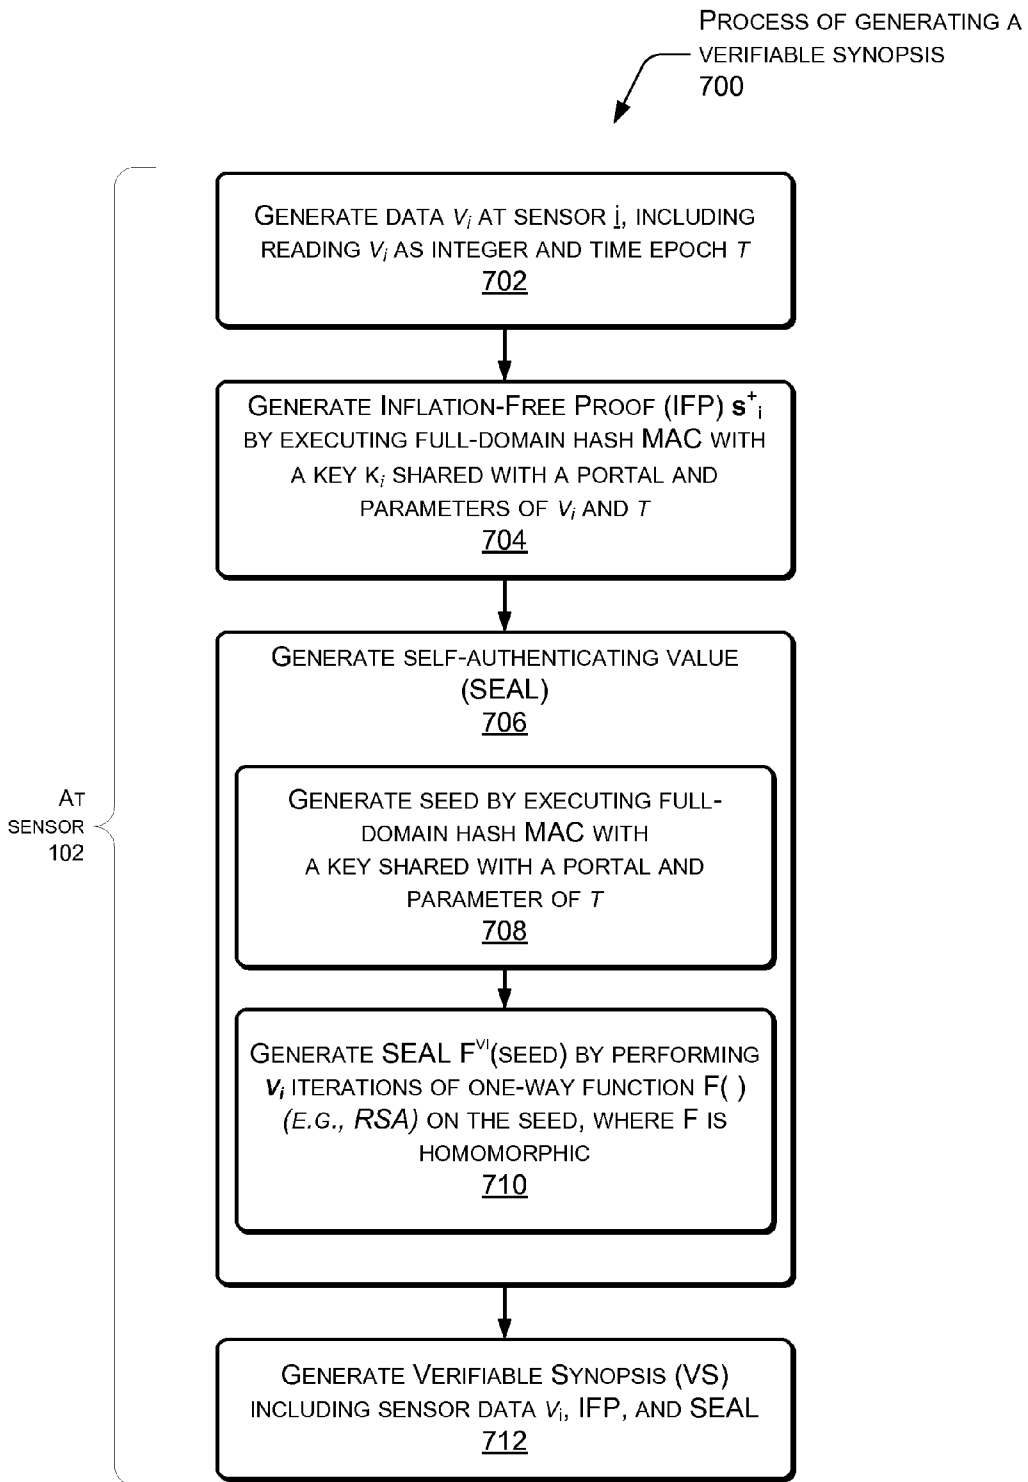 PROCESS OF GENERATING A
VERIFIABLE SYNOPSIS
700
GENERATE DATA vᵢ AT SENSOR i, INCLUDING
READING vᵢ AS INTEGER AND TIME EPOCH T
702
GENERATE INFLATION-FREE PROOF (IFP) s⁺ᵢ
BY EXECUTING FULL-DOMAIN HASH MAC WITH
A KEY Kᵢ SHARED WITH A PORTAL AND
PARAMETERS OF vᵢ AND T
704
GENERATE SELF-AUTHENTICATING VALUE
(SEAL)
706
GENERATE SEED BY EXECUTING FULL-
DOMAIN HASH MAC WITH
A KEY SHARED WITH A PORTAL AND
PARAMETER OF T
708
AT
SENSOR
102
GENERATE SEAL Fⱽᴵ(SEED) BY PERFORMING
vᵢ ITERATIONS OF ONE-WAY FUNCTION F( )
(E.G., RSA) ON THE SEED, WHERE F IS
HOMOMORPHIC
710
GENERATE VERIFIABLE SYNOPSIS (VS)
INCLUDING SENSOR DATA vᵢ, IFP, AND SEAL
712